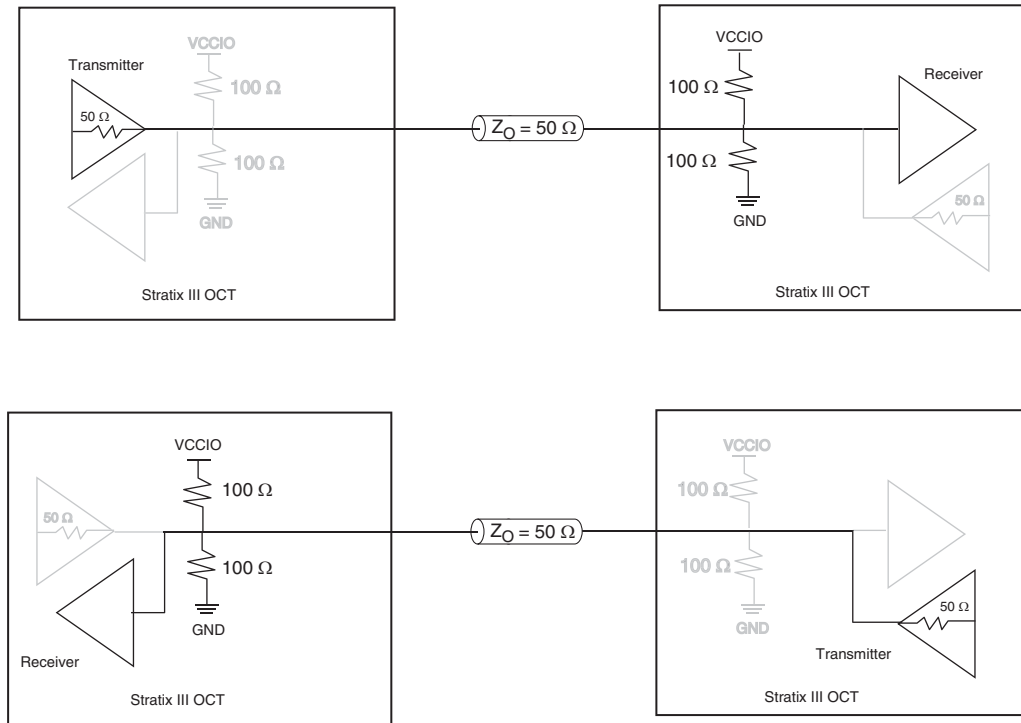 VCCIO
Transmitter
100 Ω
50 Ω
100 Ω
GND
Stratix III OCT
Z_O = 50 Ω
VCCIO
Receiver
100 Ω
100 Ω
GND
50 Ω
Stratix III OCT
VCCIO
50 Ω
100 Ω
100 Ω
GND
Receiver
Stratix III OCT
Z_O = 50 Ω
VCCIO
100 Ω
100 Ω
GND
50 Ω
Transmitter
Stratix III OCT